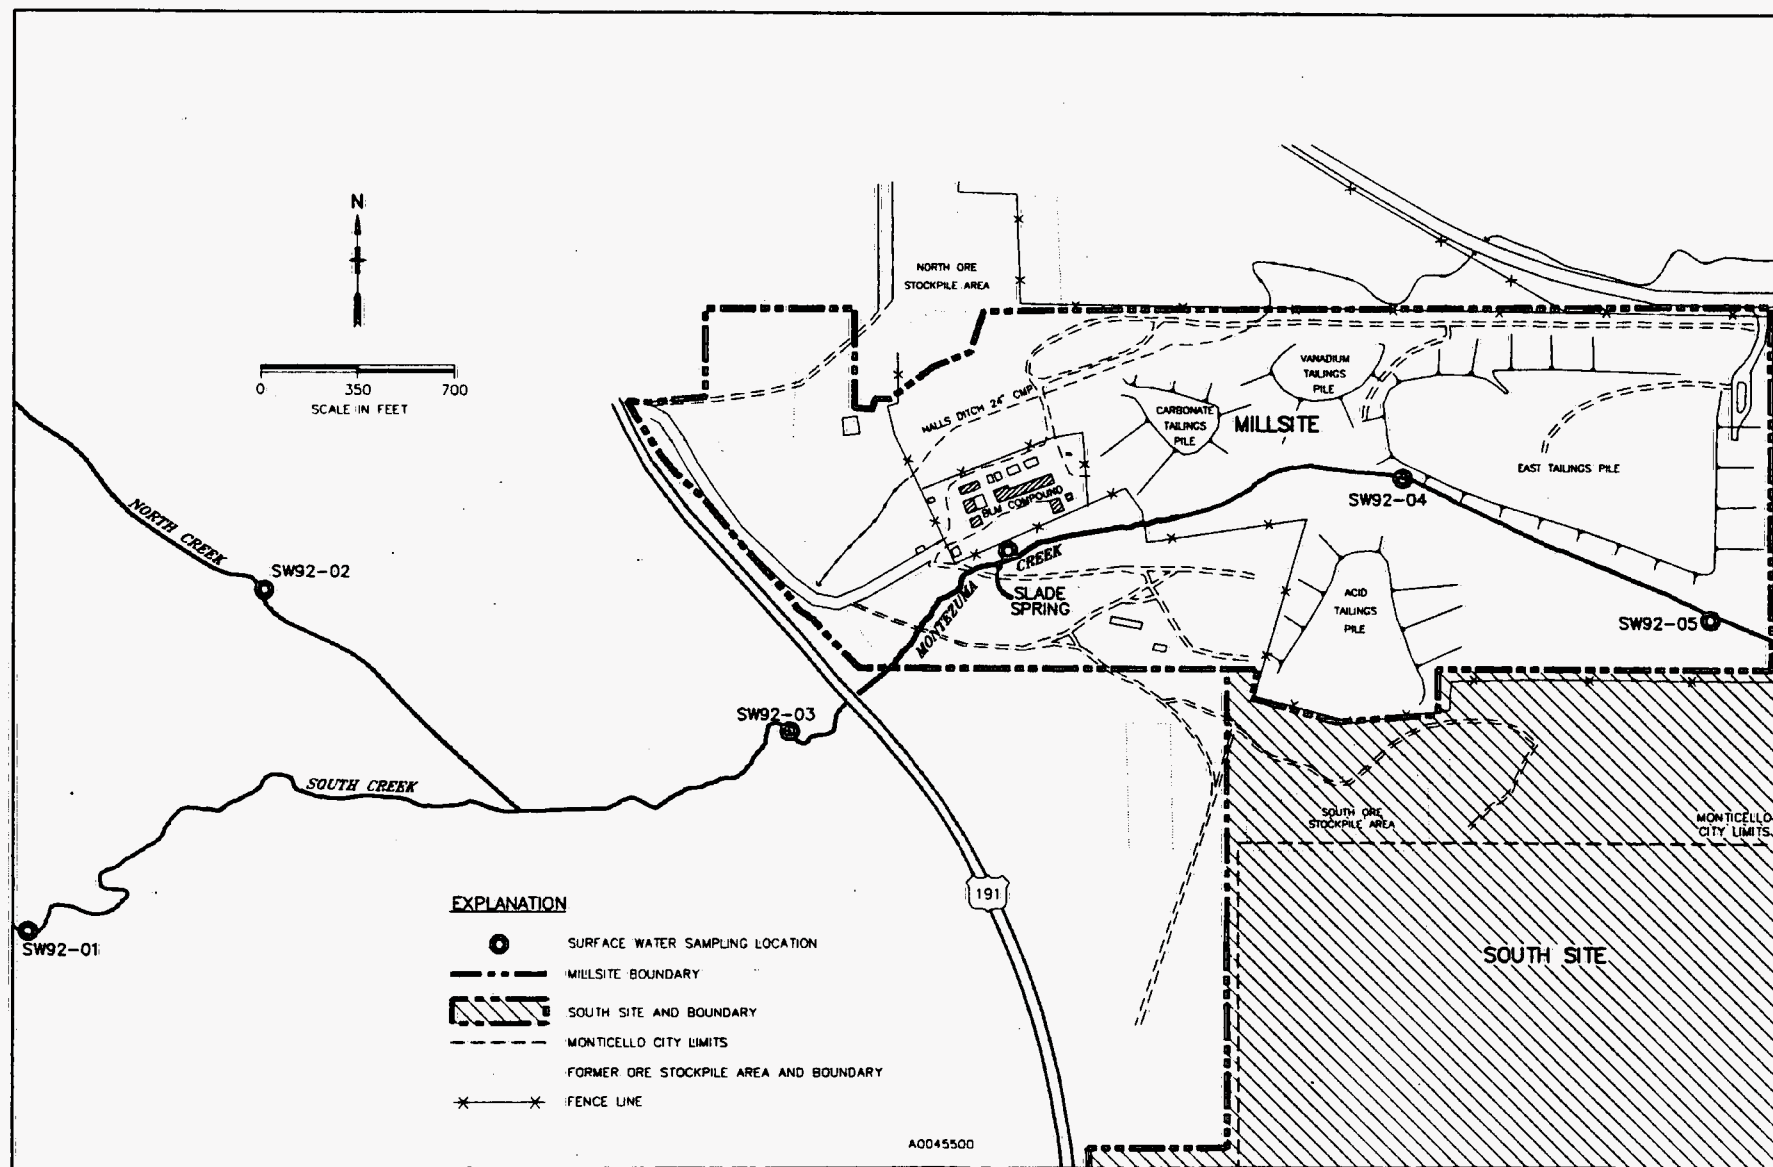 N
0 350 700
SCALE IN FEET
NORTH ORE
STOCKPILE AREA
VANADIUM
TAILINGS
PILE
HALLS DITCH 24" CMP
CARBONATE
TAILINGS
PILE
MILLSITE
EAST TAILINGS PILE
BLM COMPOUND
SW92-04
NORTH CREEK
SW92-02
MONTEZUMA CREEK
SLADE
SPRING
ACID
TAILINGS
PILE
SW92-05
SW92-03
SOUTH CREEK
SOUTH ORE
STOCKPILE AREA
MONTICELLO
CITY LIMITS
191
SW92-01
SOUTH SITE
EXPLANATION
SURFACE WATER SAMPLING LOCATION
MILLSITE BOUNDARY
SOUTH SITE AND BOUNDARY
MONTICELLO CITY LIMITS
FORMER ORE STOCKPILE AREA AND BOUNDARY
FENCE LINE
A0045500